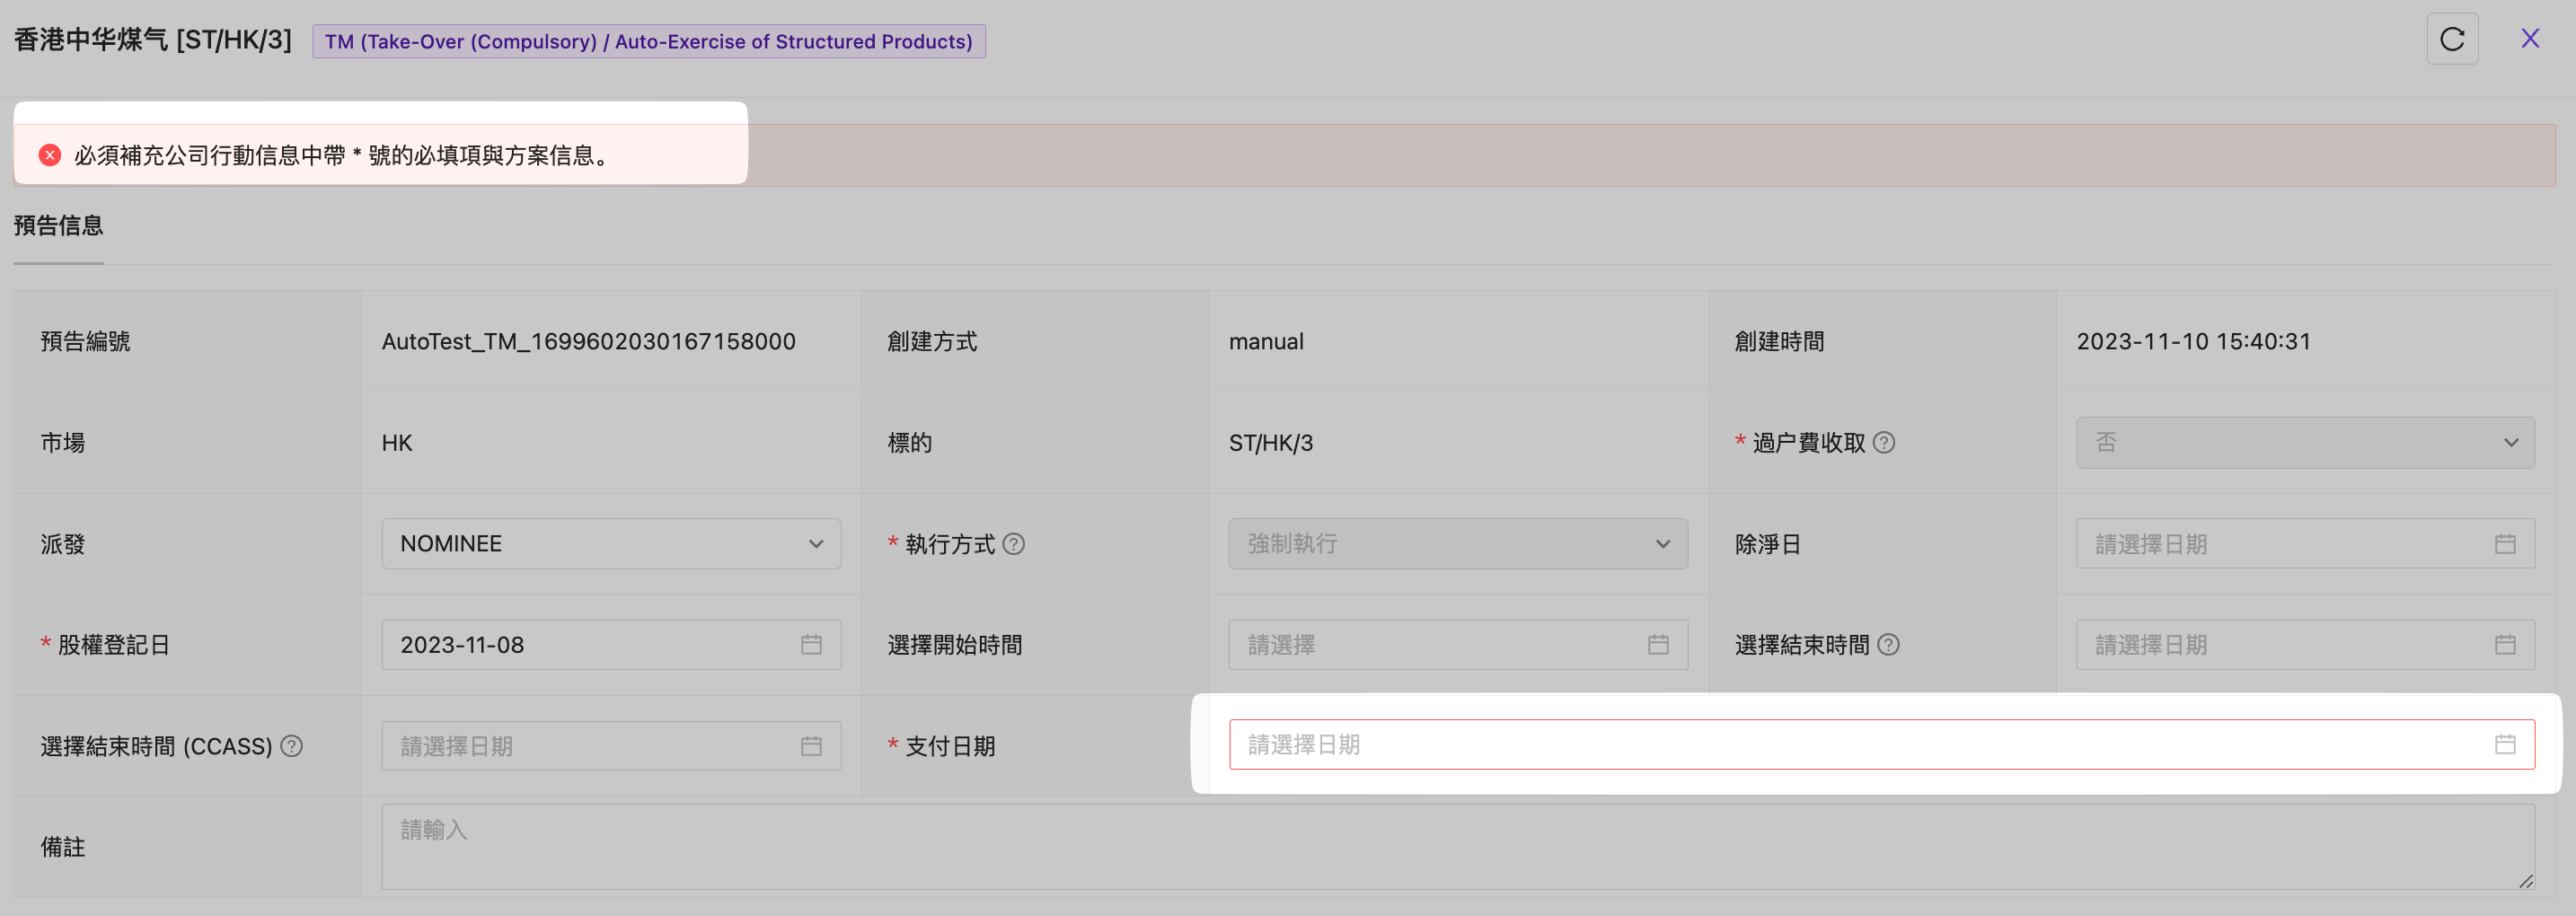 香港中华煤气 [ST/HK/3] TM (Take-Over (Compulsory) / Auto-Exercise of Structured Products)
必須補充公司行動信息中帶 * 號的必填項與方案信息。
預告信息
預告編號 AutoTest_TM_1699602030167158000 創建方式 manual 創建時間 2023-11-10 15:40:31
市場 HK 標的 ST/HK/3 * 過户費收取 否
派發 NOMINEE * 執行方式 強制執行 除淨日 請選擇日期
* 股權登記日 2023-11-08 選擇開始時間 請選擇 選擇結束時間 請選擇日期
選擇結束時間 (CCASS) 請選擇日期 * 支付日期 請選擇日期
備註 請輸入